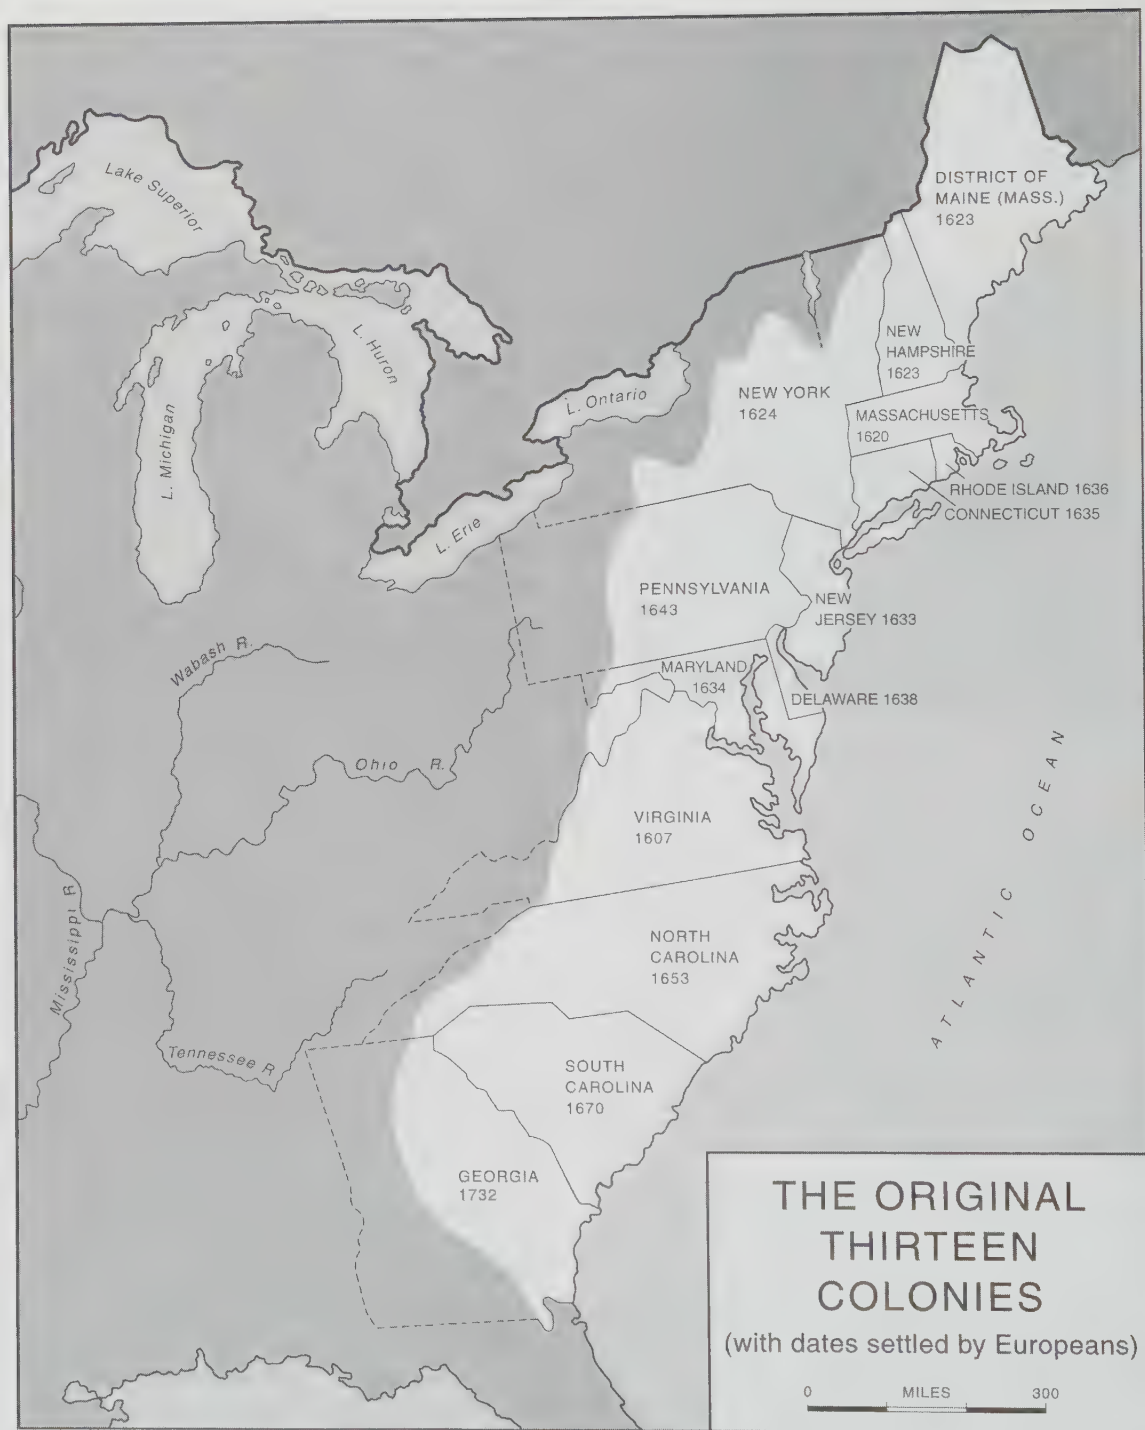 Lake Superior
DISTRICT OF
MAINE (MASS.)
1623
L. Huron
NEW
HAMPSHIRE
1623
L. Michigan
L. Ontario
NEW YORK
1624
MASSACHUSETTS
1620
L. Erie
RHODE ISLAND 1636
CONNECTICUT 1635
PENNSYLVANIA
1643
NEW
JERSEY 1633
Wabash R.
MARYLAND
1634
DELAWARE 1638
Ohio R.
VIRGINIA
1607
ATLANTIC OCEAN
Mississippi R
NORTH
CAROLINA
1653
Tennessee R
SOUTH
CAROLINA
1670
GEORGIA
1732
THE ORIGINAL
THIRTEEN
COLONIES
(with dates settled by Europeans)
0 MILES 300